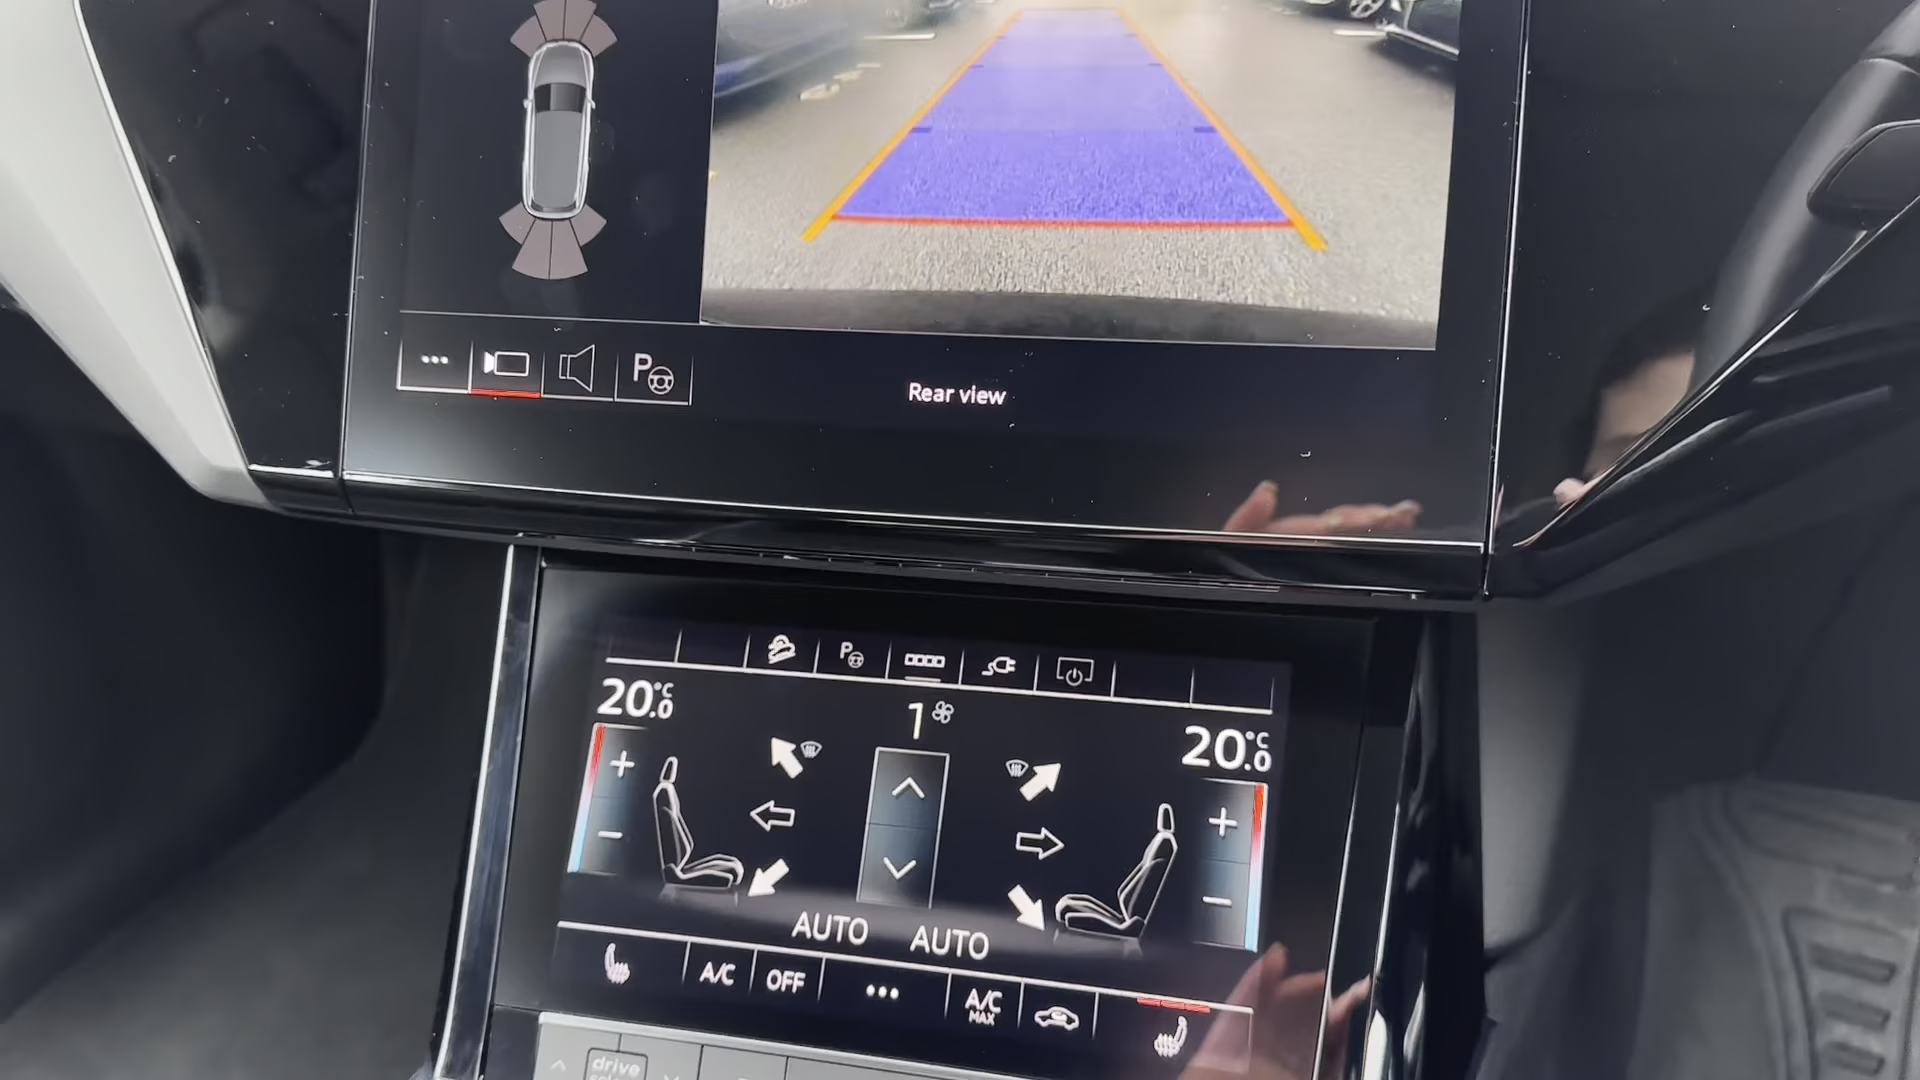 P
Rear view
P
20.0°C
1
20.0°C
+
+
−
−
AUTO AUTO
A/C OFF A/C MAX
drive